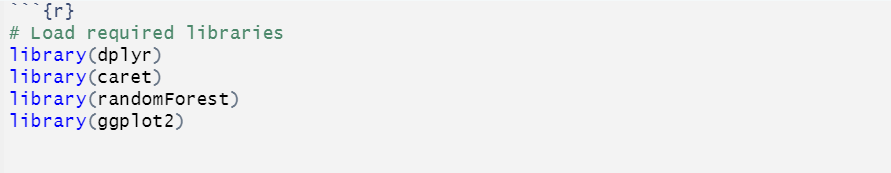 ```{r}
# Load required libraries
library(dplyr)
library(caret)
library(randomForest)
library(ggplot2)